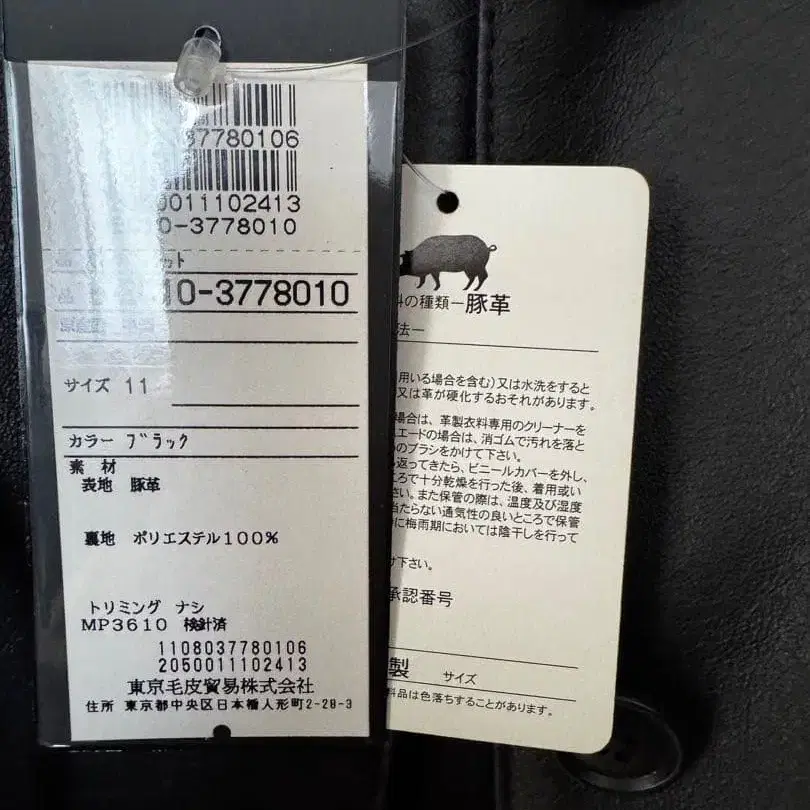 37780106
0011102413
0-3778010
ット
10-3778010
サイズ 11
カラー ブラック
素 材
表地 豚革
裏地 ポリエステル100%
トリミング ナシ
MP3610 検針済
1108037780106
2050011102413
東京毛皮貿易株式会社
住所 東京都中央区日本橋人形町2-28-3
の種類ー豚革
法ー
用いる場合を含む)又は水洗をすると
又は革が硬化するおそれがあります。
場合は、革製衣料専用のクリーナーを
エードの場合は、消ゴムで汚れを落と
のブラシをかけて下さい。
返ってきたら、ビニールカバーを外し、
ころで十分乾燥を行った後、着用或い
さい。また保管の際は、温度及び湿度
当たらない通気性の良いところで保管
に梅雨期においては陰干しを行って
け下さい。
承認番号
製 サイズ
料品は色落ちすることがあります。